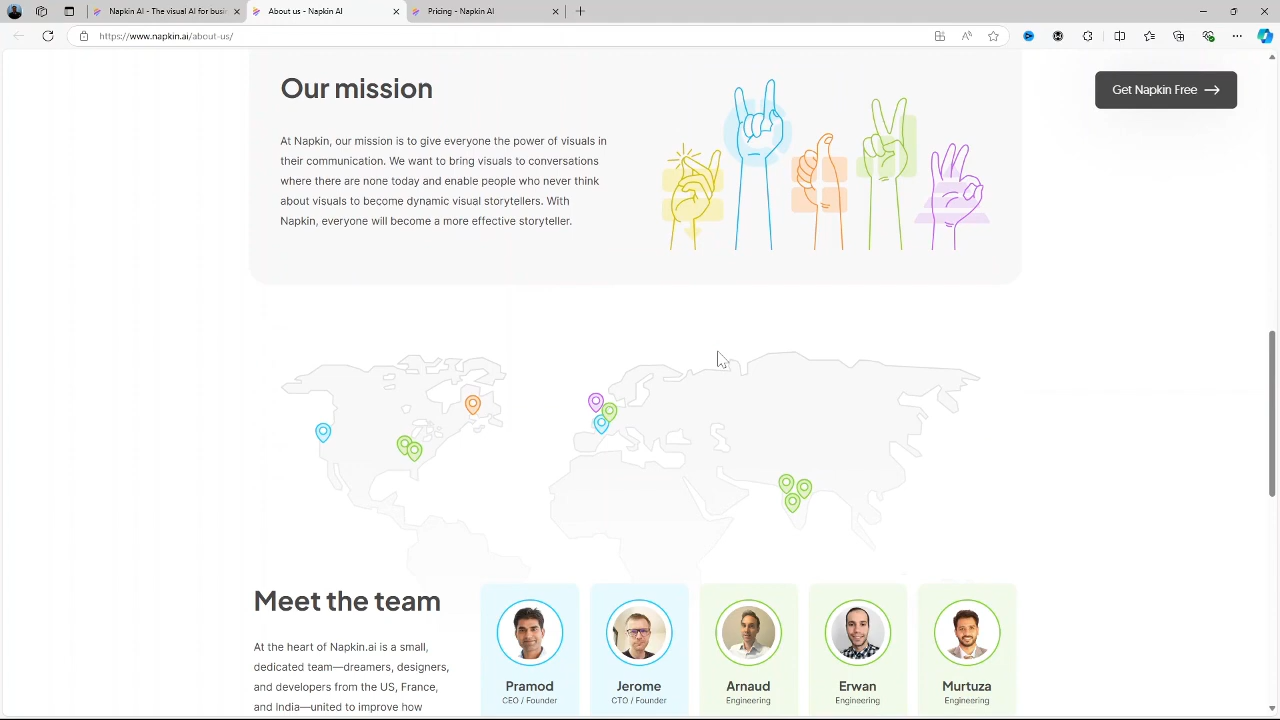 Napkin AI - The visual AI for busi
About us - Napkin AI
Pricing - Napkin AI
https://www.napkin.ai/about-us/
Our mission
Get Napkin Free
At Napkin, our mission is to give everyone the power of visuals in
their communication. We want to bring visuals to conversations
where there are none today and enable people who never think
about visuals to become dynamic visual storytellers. With
Napkin, everyone will become a more effective storyteller.
Meet the team
At the heart of Napkin.ai is a small,
dedicated team—dreamers, designers,
and developers from the US, France,
and India—united to improve how
Pramod
CEO / Founder
Jerome
CTO / Founder
Arnaud
Engineering
Erwan
Engineering
Murtuza
Engineering